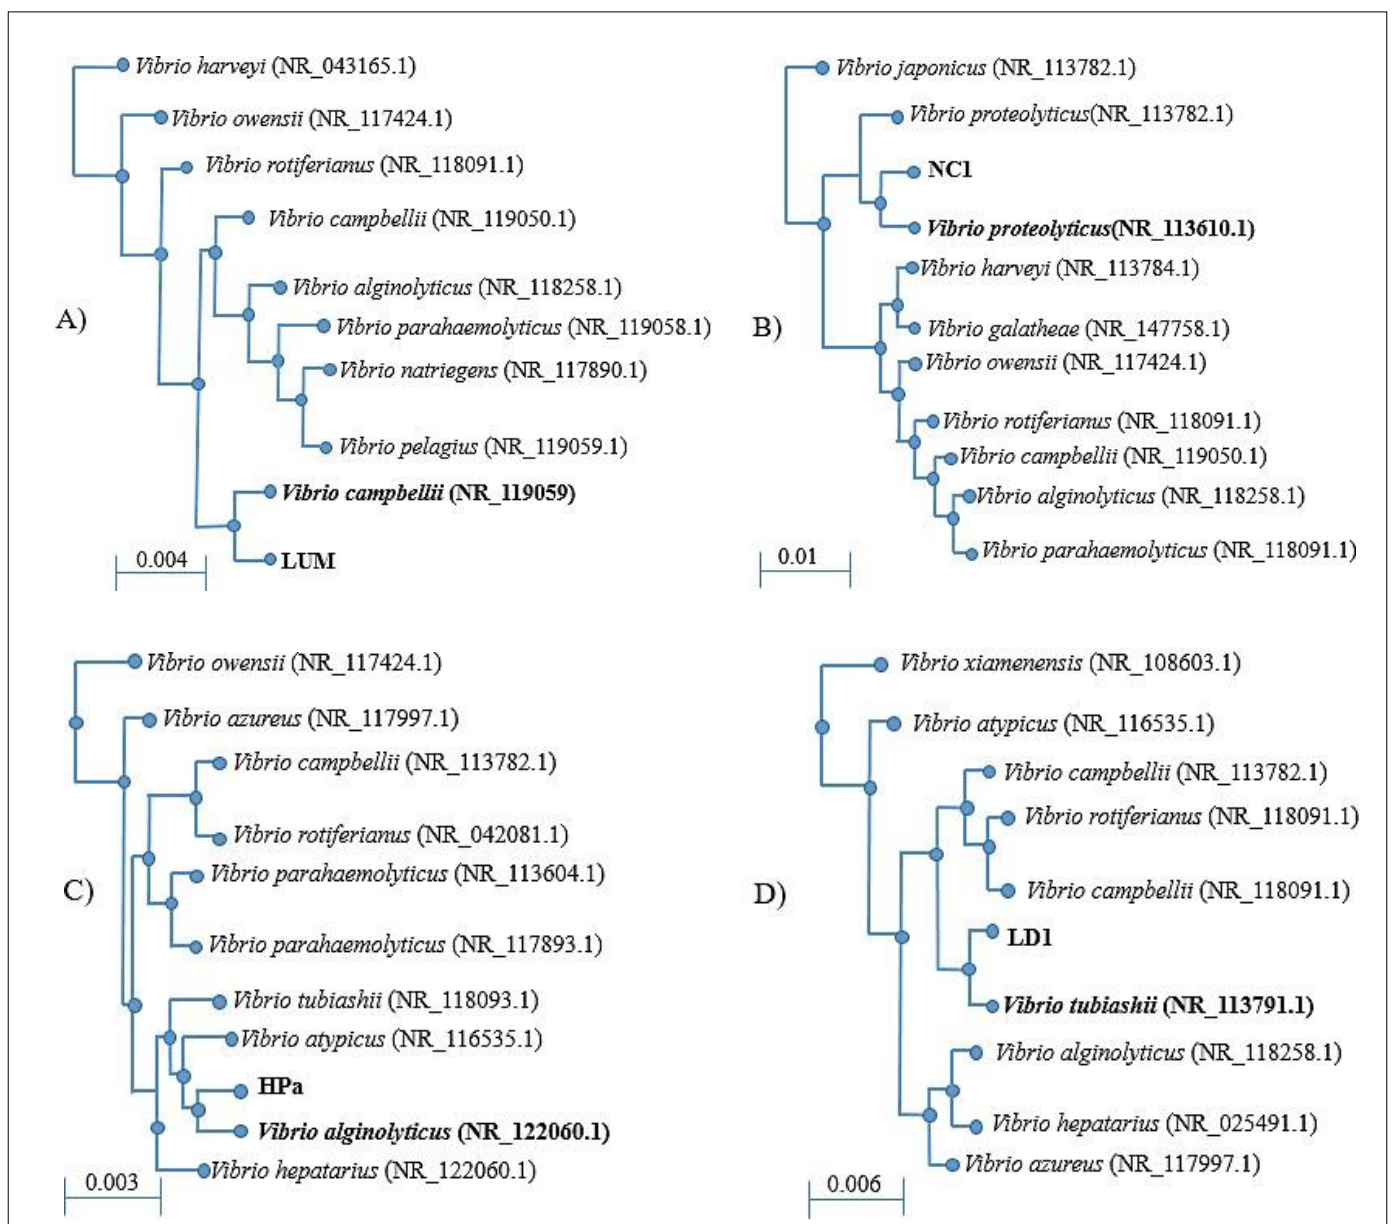 Vibrio harveyi (NR_043165.1)
Vibrio owensii (NR_117424.1)
Vibrio rotiferianus (NR_118091.1)
Vibrio campbellii (NR_119050.1)
Vibrio alginolyticus (NR_118258.1)
A)
Vibrio parahaemolyticus (NR_119058.1)
Vibrio natriegens (NR_117890.1)
Vibrio pelagius (NR_119059.1)
Vibrio campbellii (NR_119059)
LUM
0.004
Vibrio japonicus (NR_113782.1)
Vibrio proteolyticus(NR_113782.1)
NC1
Vibrio proteolyticus(NR_113610.1)
Vibrio harveyi (NR_113784.1)
B)
Vibrio galatheae (NR_147758.1)
Vibrio owensii (NR_117424.1)
Vibrio rotiferianus (NR_118091.1)
Vibrio campbellii (NR_119050.1)
Vibrio alginolyticus (NR_118258.1)
Vibrio parahaemolyticus (NR_118091.1)
0.01
Vibrio owensii (NR_117424.1)
Vibrio azureus (NR_117997.1)
Vibrio campbellii (NR_113782.1)
Vibrio rotiferianus (NR_042081.1)
Vibrio parahaemolyticus (NR_113604.1)
C)
Vibrio parahaemolyticus (NR_117893.1)
Vibrio tubiashii (NR_118093.1)
Vibrio atypicus (NR_116535.1)
HPa
Vibrio alginolyticus (NR_122060.1)
Vibrio hepatarius (NR_122060.1)
0.003
Vibrio xiamenensis (NR_108603.1)
Vibrio atypicus (NR_116535.1)
Vibrio campbellii (NR_113782.1)
Vibrio rotiferianus (NR_118091.1)
Vibrio campbellii (NR_118091.1)
D)
LD1
Vibrio tubiashii (NR_113791.1)
Vibrio alginolyticus (NR_118258.1)
Vibrio hepatarius (NR_025491.1)
Vibrio azureus (NR_117997.1)
0.006